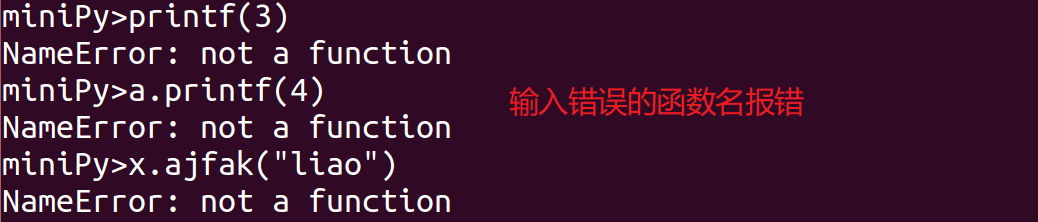 miniPy>printf(3)
NameError: not a function
miniPy>a.printf(4)
输入错误的函数名报错
NameError: not a function
miniPy>x.ajfak("liao")
NameError: not a function